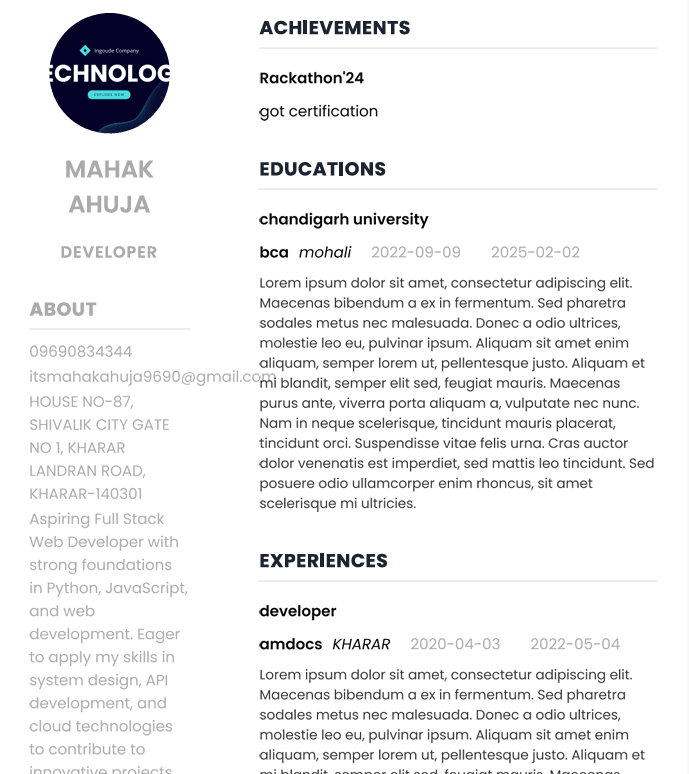 Ingoude Company
ECHNOLOG
EXPLORE NOW
MAHAK
AHUJA
DEVELOPER
ABOUT
09690834344
itsmahakahuja9690@gmail.com
HOUSE NO-87,
SHIVALIK CITY GATE
NO 1, KHARAR
LANDRAN ROAD,
KHARAR-140301
Aspiring Full Stack
Web Developer with
strong foundations
in Python, JavaScript,
and web
development. Eager
to apply my skills in
system design, API
development, and
cloud technologies
to contribute to
innovative projects
ACHIEVEMENTS
Rackathon'24
got certification
EDUCATIONS
chandigarh university
bca mohali 2022-09-09 2025-02-02
Lorem ipsum dolor sit amet, consectetur adipiscing elit.
Maecenas bibendum a ex in fermentum. Sed pharetra
sodales metus nec malesuada. Donec a odio ultrices,
molestie leo eu, pulvinar ipsum. Aliquam sit amet enim
aliquam, semper lorem ut, pellentesque justo. Aliquam et
mi blandit, semper elit sed, feugiat mauris. Maecenas
purus ante, viverra porta aliquam a, vulputate nec nunc.
Nam in neque scelerisque, tincidunt mauris placerat,
tincidunt orci. Suspendisse vitae felis urna. Cras auctor
dolor venenatis est imperdiet, sed mattis leo tincidunt. Sed
posuere odio ullamcorper enim rhoncus, sit amet
scelerisque mi ultricies.
EXPERIENCES
developer
amdocs KHARAR 2020-04-03 2022-05-04
Lorem ipsum dolor sit amet, consectetur adipiscing elit.
Maecenas bibendum a ex in fermentum. Sed pharetra
sodales metus nec malesuada. Donec a odio ultrices,
molestie leo eu, pulvinar ipsum. Aliquam sit amet enim
aliquam, semper lorem ut, pellentesque justo. Aliquam et
mi blandit, semper elit sed, feugiat mauris. Maecenas